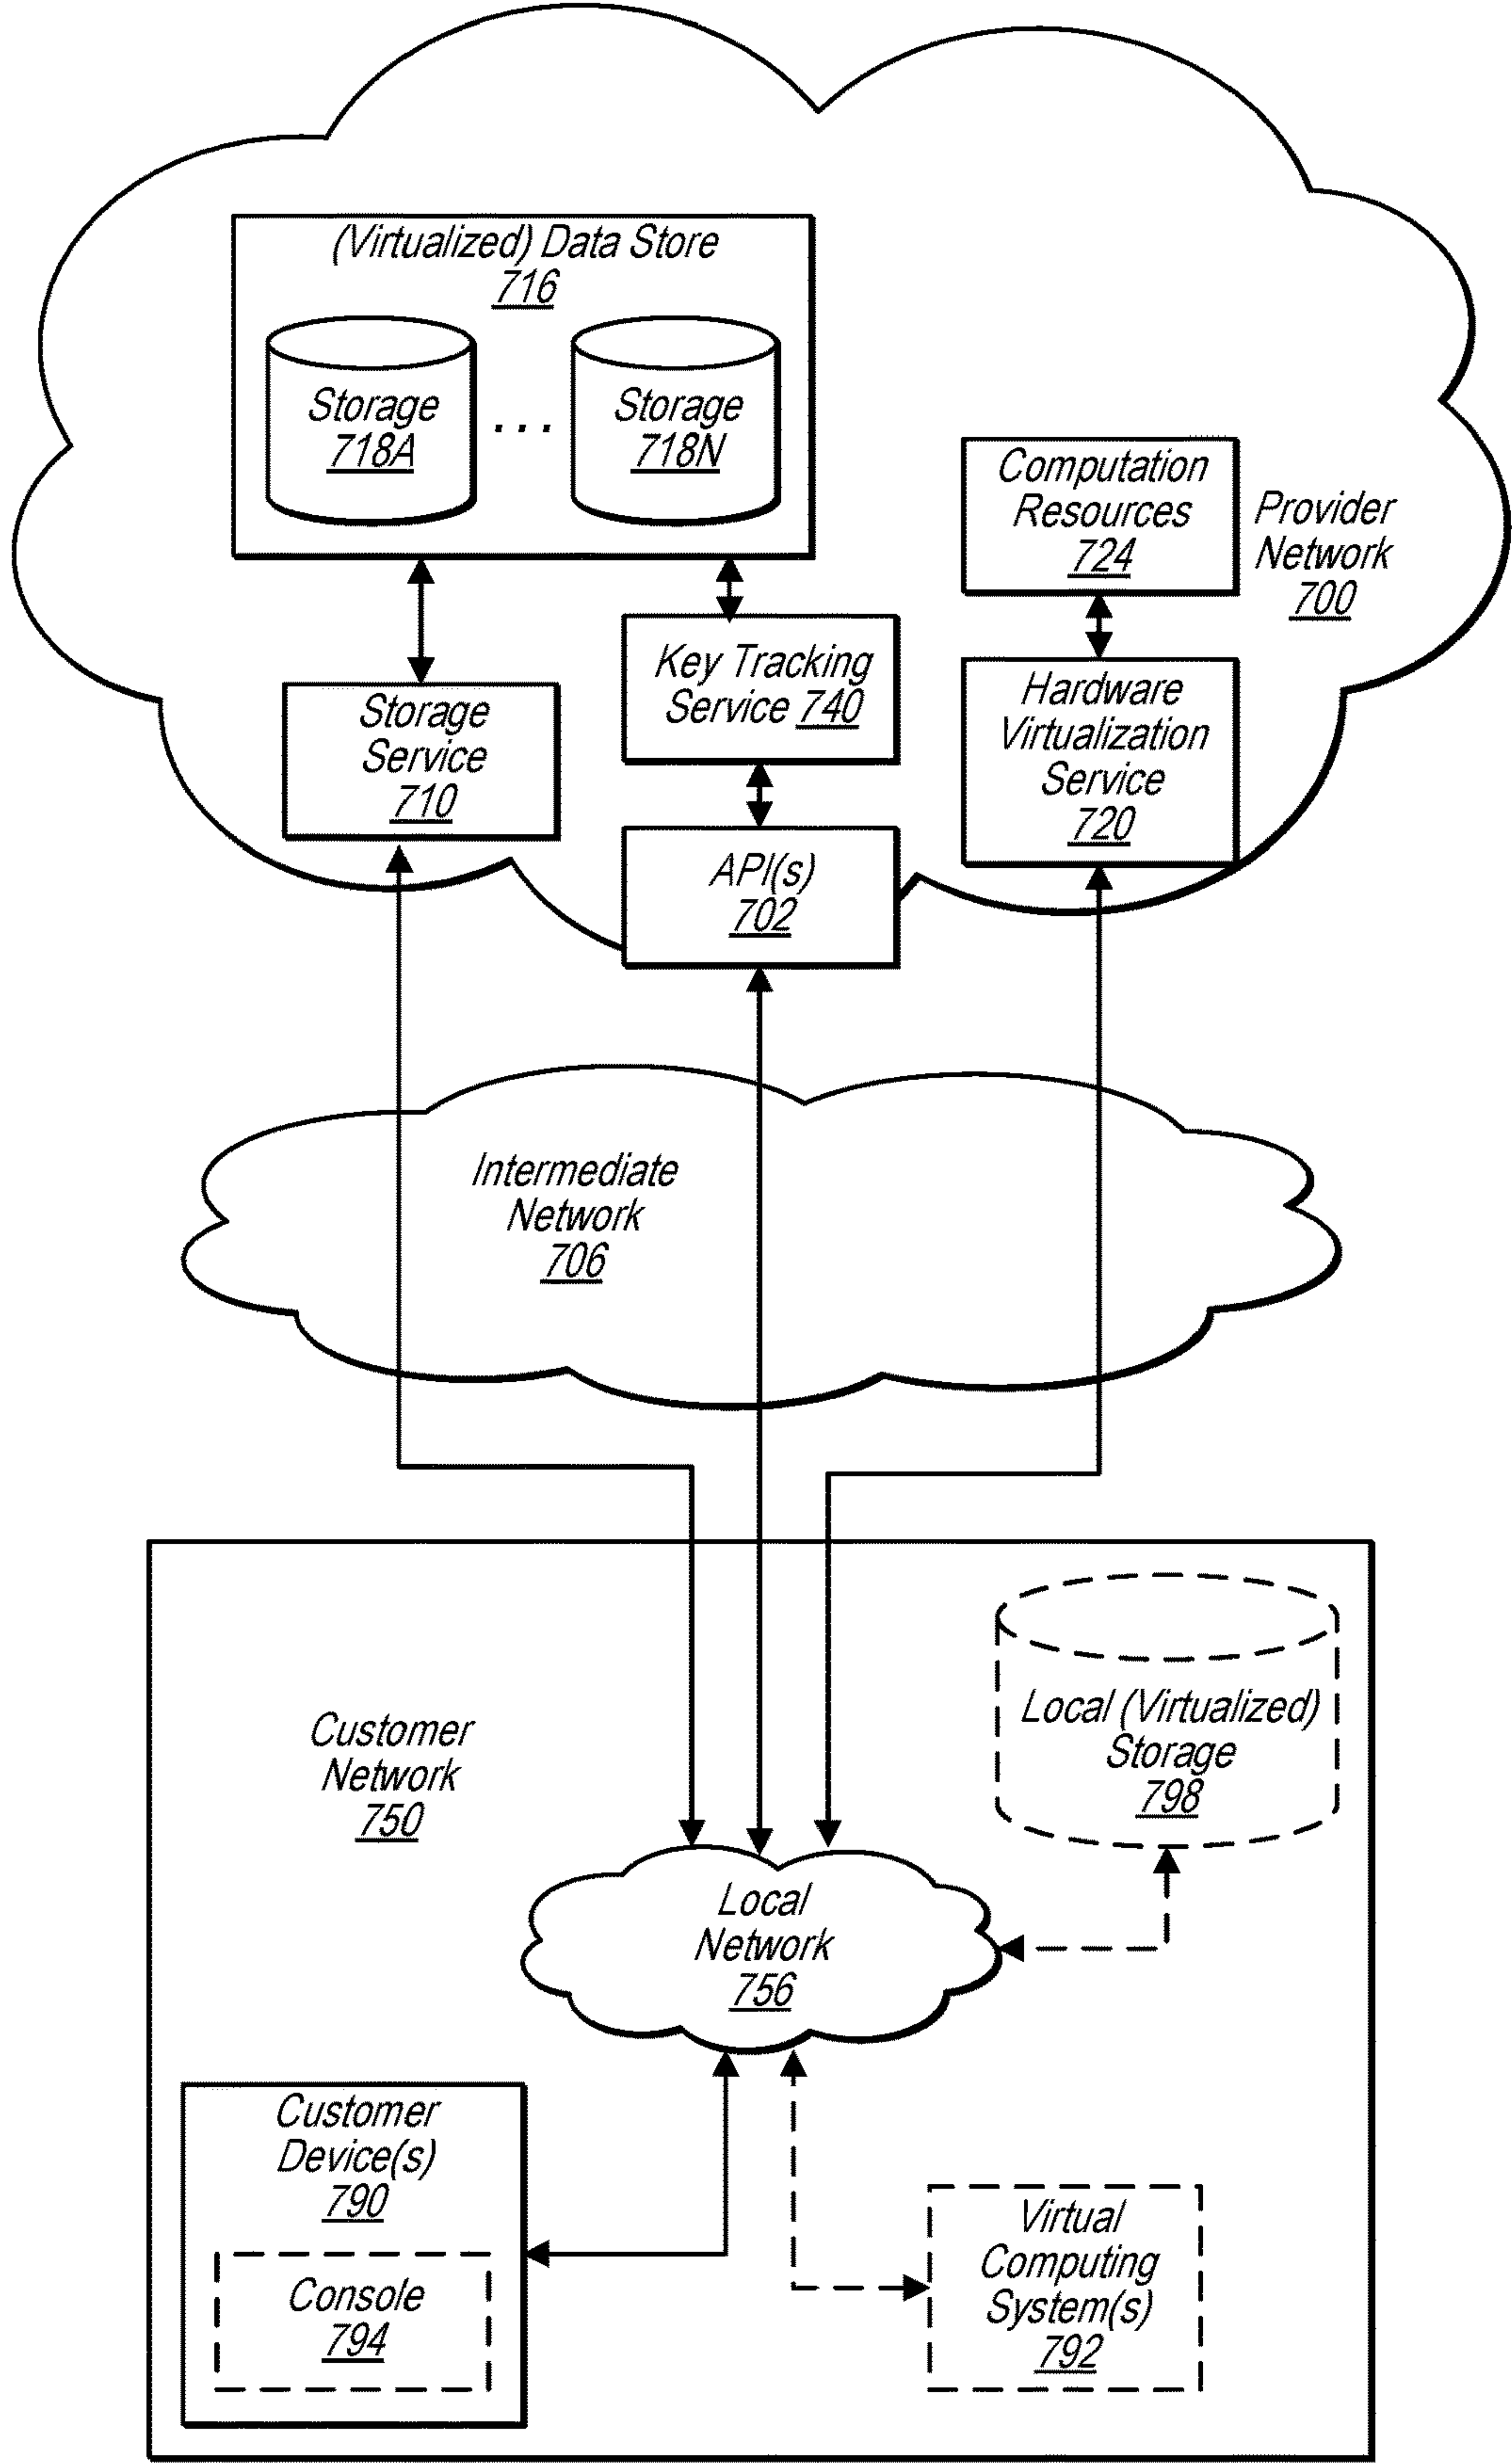 (Virtualized) Data Store
716
Storage
718A
...
Storage
718N
Computation
Resources
724
Provider
Network
700
Key Tracking
Service 740
Storage
Service
710
Hardware
Virtualization
Service
720
API(s)
702
Intermediate
Network
706
Customer
Network
750
Local (Virtualized)
Storage
798
Local
Network
756
Customer
Device(s)
790
Console
794
Virtual
Computing
System(s)
792